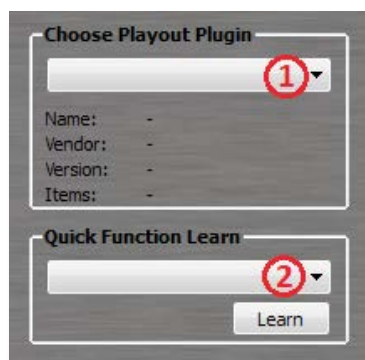 Choose Playout Plugin
1
Name: -
Vendor: -
Version: -
Items: -
Quick Function Learn
2
Learn